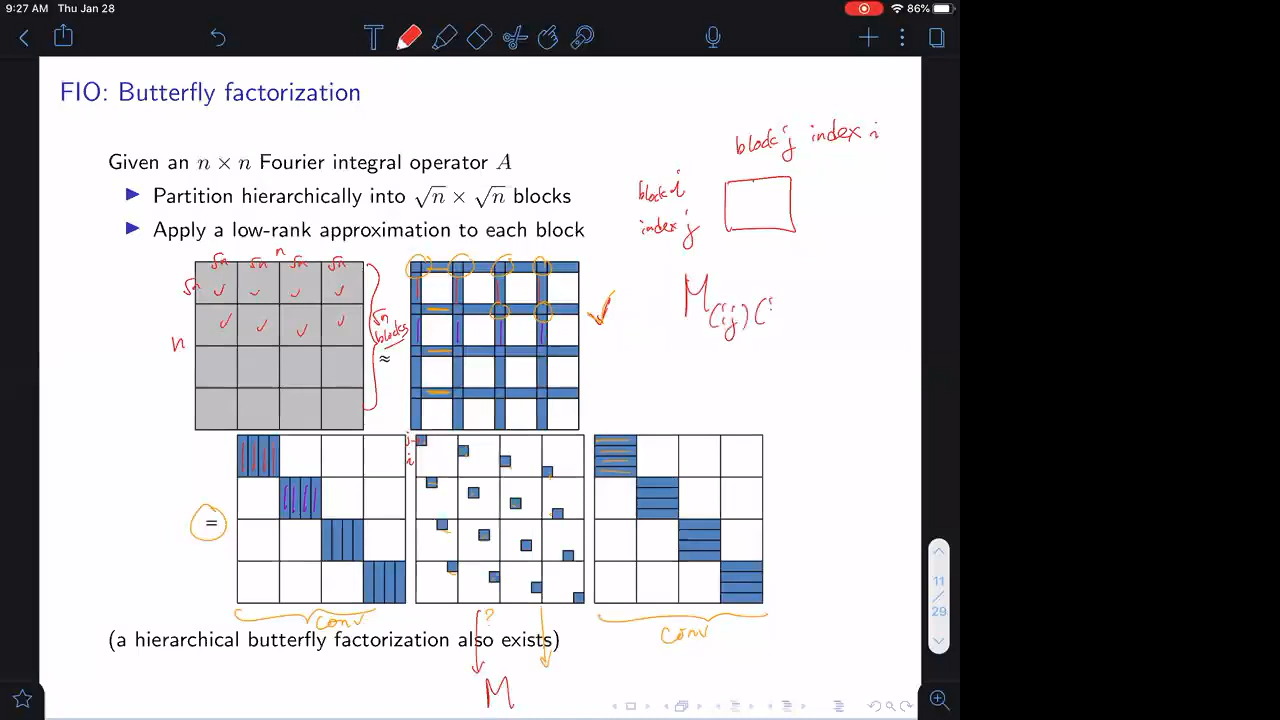 9:27 AM Thu Jan 28
86%
FIO: Butterfly factorization
block j index i
Given an n × n Fourier integral operator A
▶ Partition hierarchically into √n × √n blocks
block i
index j
▶ Apply a low-rank approximation to each block
n
√n √n √n √n
√n
√n
blocks
n
≈
M(ij)(i
j
i
=
conv
?
conv
(a hierarchical butterfly factorization also exists)
M
11
/
29